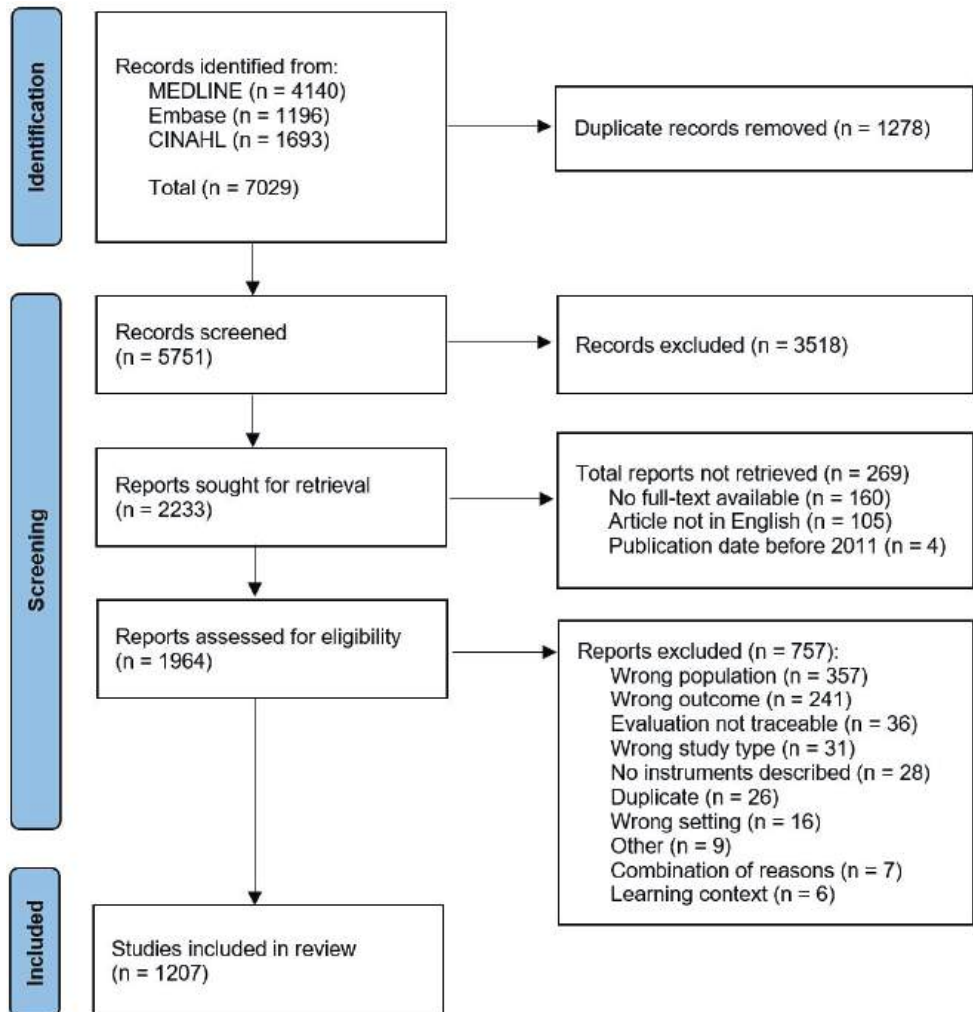 Identification
Records identified from:
MEDLINE (n = 4140)
Embase (n = 1196)
CINAHL (n = 1693)
Total (n = 7029)
Duplicate records removed (n = 1278)
Screening
Records screened
(n = 5751)
Records excluded (n = 3518)
Reports sought for retrieval
(n = 2233)
Total reports not retrieved (n = 269)
No full-text available (n = 160)
Article not in English (n = 105)
Publication date before 2011 (n = 4)
Reports assessed for eligibility
(n = 1964)
Reports excluded (n = 757):
Wrong population (n = 357)
Wrong outcome (n = 241)
Evaluation not traceable (n = 36)
Wrong study type (n = 31)
No instruments described (n = 28)
Duplicate (n = 26)
Wrong setting (n = 16)
Other (n = 9)
Combination of reasons (n = 7)
Learning context (n = 6)
Included
Studies included in review
(n = 1207)